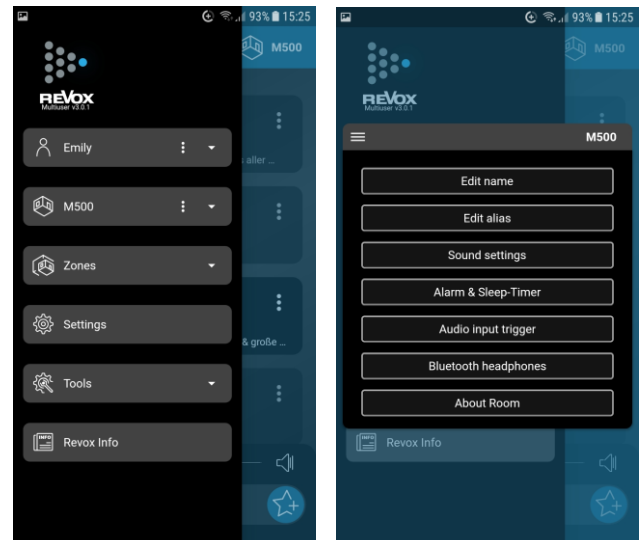 93% 15:25
M500
REVOX
Multiuser v3.0.1
Emily
s aller ...
M500
Zones
Settings
& große ...
Tools
INFO
Revox Info
93% 15:25
M500
REVOX
Multiuser v3.0.1
M500
Edit name
Edit alias
Sound settings
Alarm & Sleep-Timer
Audio input trigger
Bluetooth headphones
About Room
INFO
Revox Info